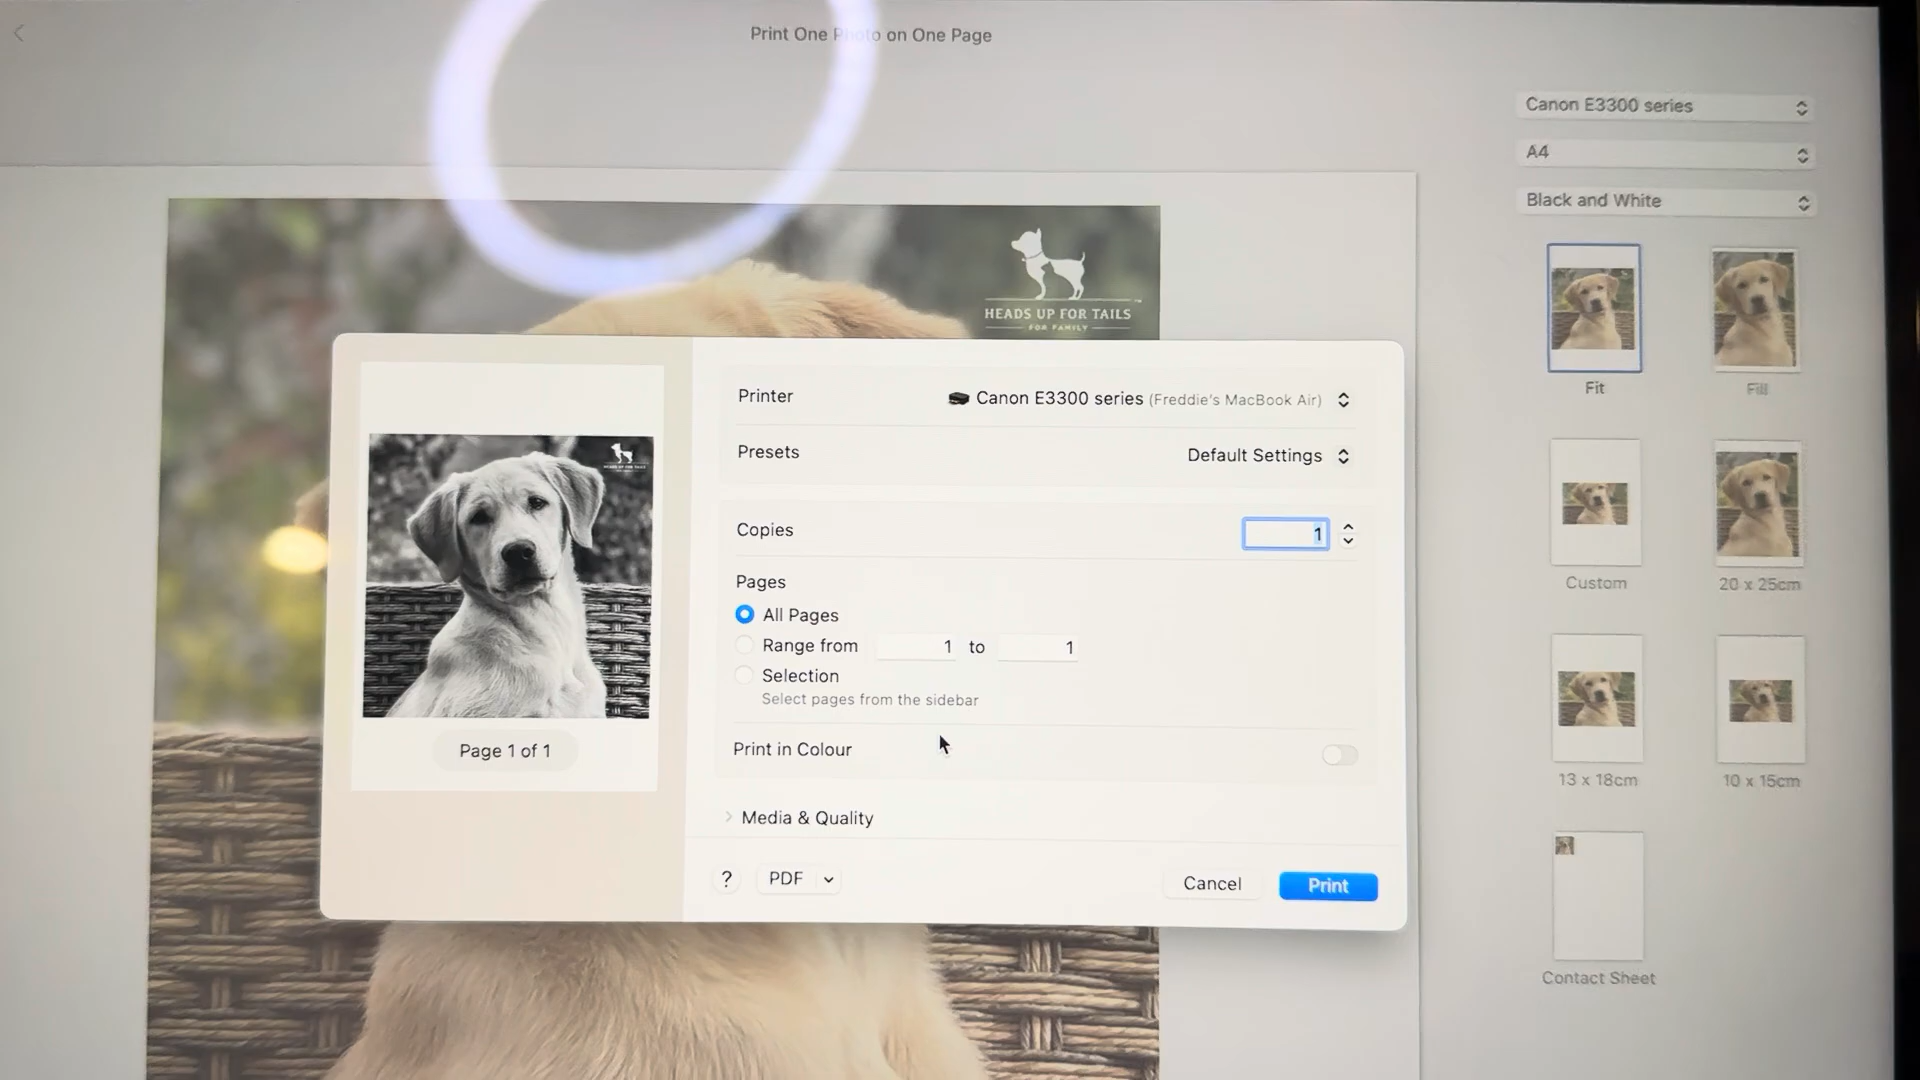 Print One Photo on One Page
Canon E3300 series
A4
Black and White
HEADS UP FOR TAILS
FOR FAMILY
Fit
Fill
Custom
20 x 25cm
13 x 18cm
10 x 15cm
Contact Sheet
Printer
Canon E3300 series (Freddie's MacBook Air)
Presets
Default Settings
Copies
1
Pages
All Pages
Range from 1 to 1
Selection
Select pages from the sidebar
Print in Colour
Media & Quality
Page 1 of 1
? PDF
Cancel
Print